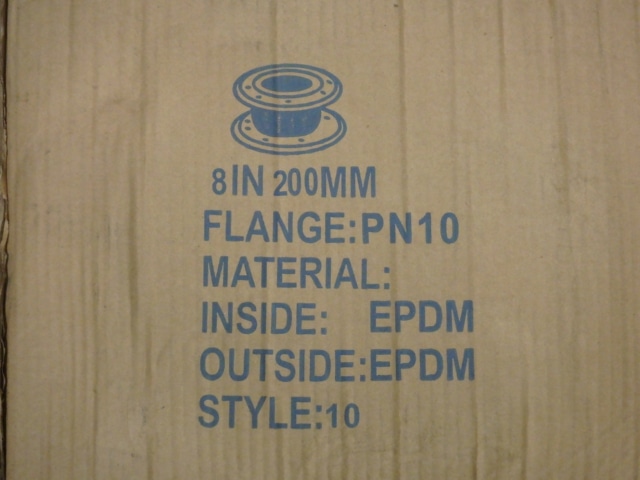 8IN 200MM
FLANGE:PN10
MATERIAL:
INSIDE: EPDM
OUTSIDE:EPDM
STYLE:10